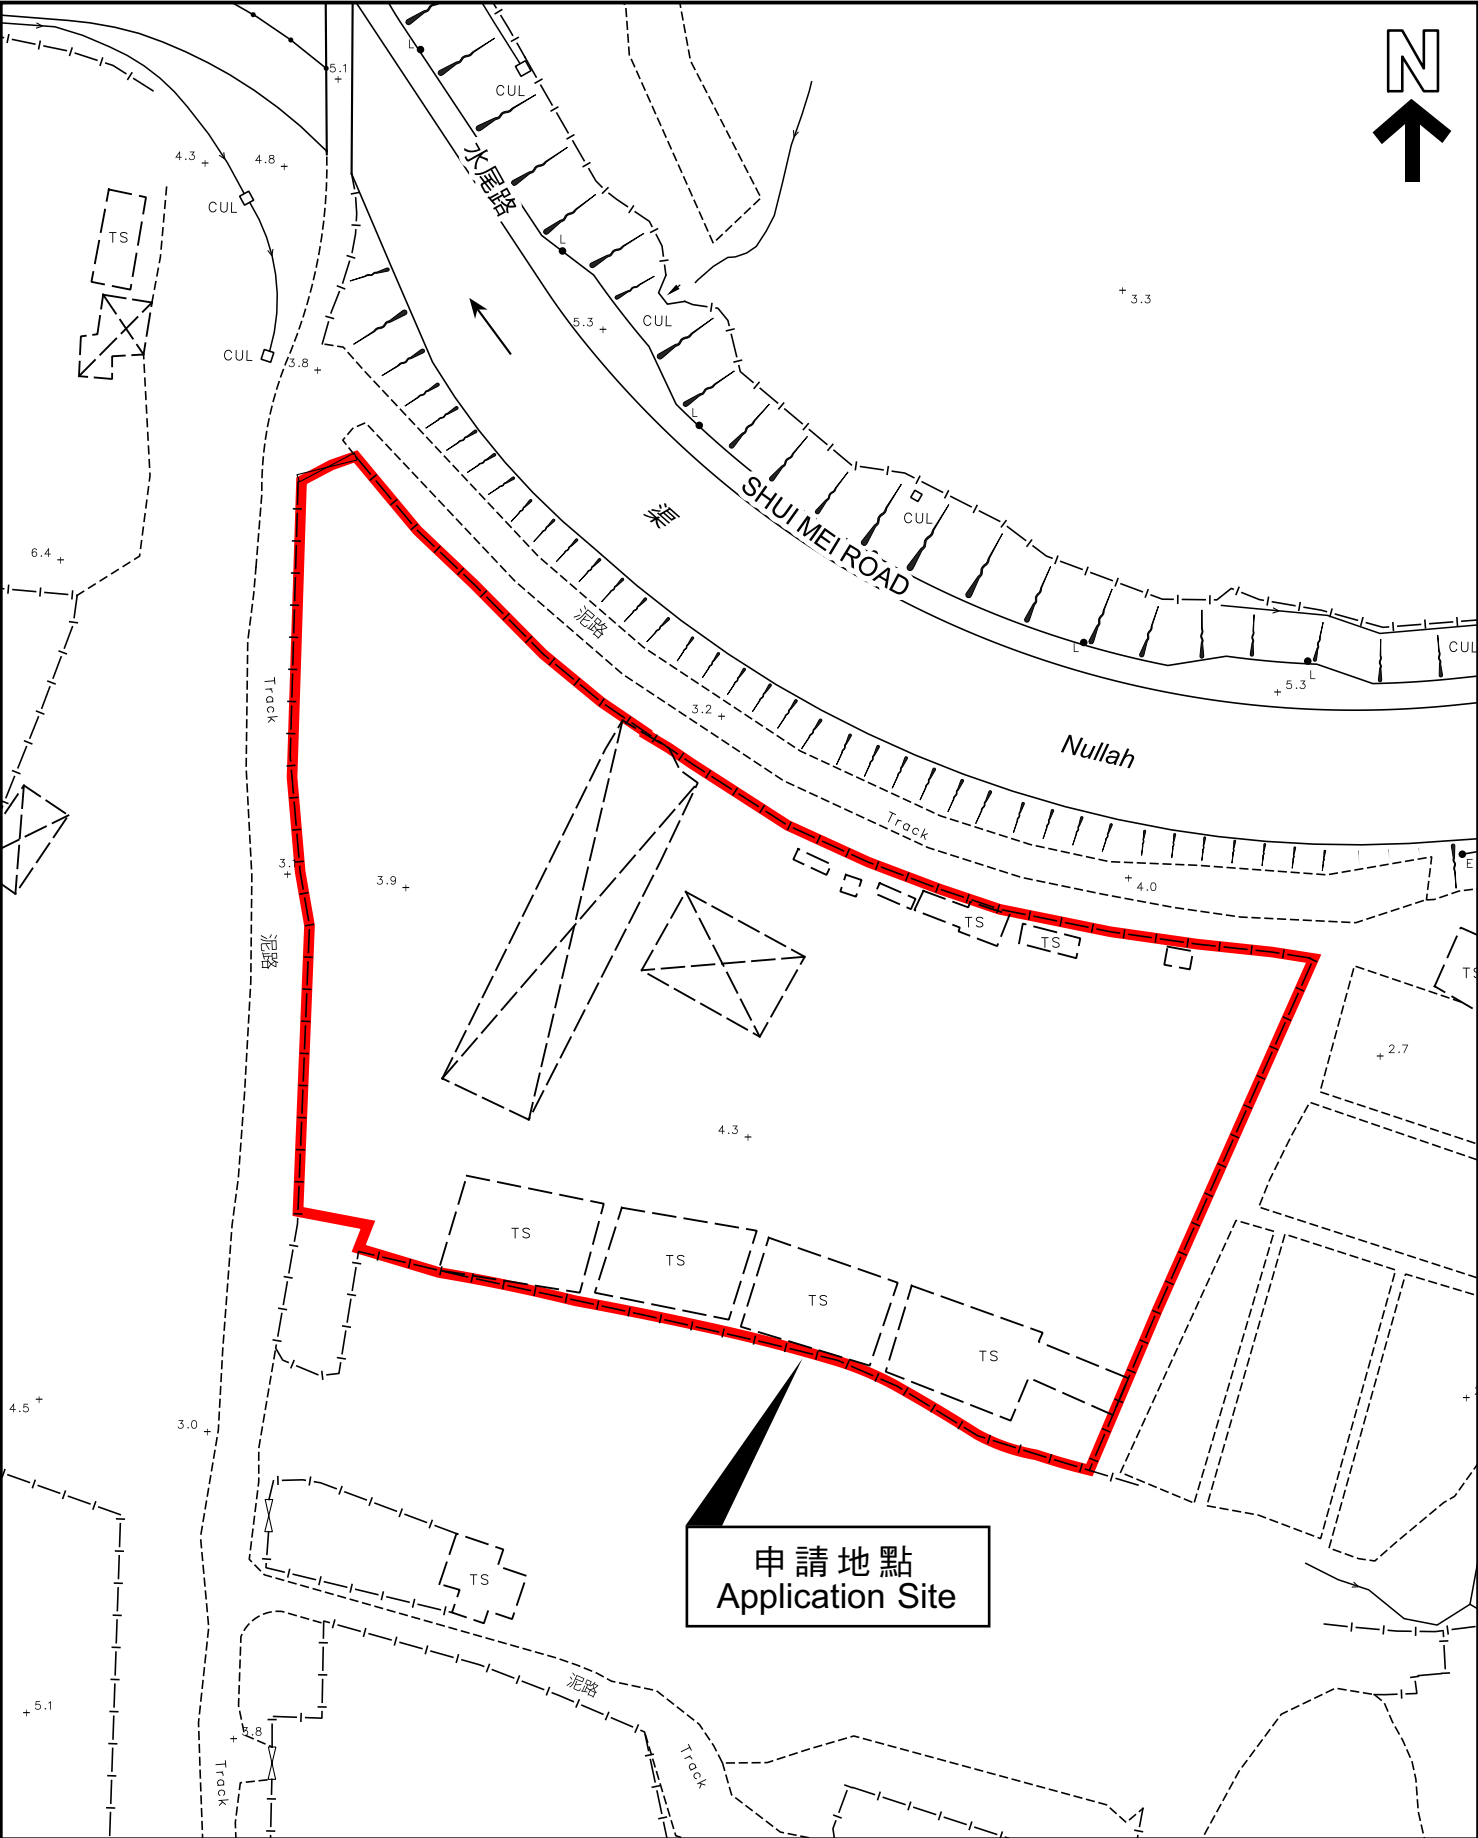 N
5.1
L
CUL
4.3
4.8
水尾路
CUL
TS
L
3.3
5.3
CUL
CUL
3.8
L
SHUI MEI ROAD
渠
CUL
6.4
泥路
L
CUL
5.3
L
Track
3.2
Nullah
Track
E
3.9
4.0
TS
TS
泥路
2.7
4.3
TS
TS
TS
TS
4.5
3.0
申請地點
Application Site
TS
泥路
5.1
3.8
Track
Track